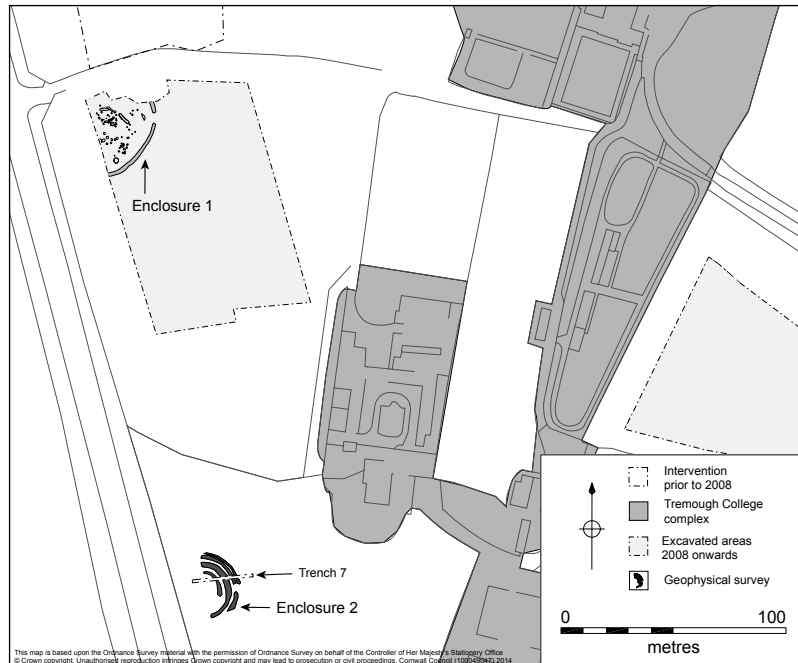 Enclosure 1
Trench 7
Enclosure 2
Intervention
prior to 2008
Tremough College
complex
Excavated areas
2008 onwards
Geophysical survey
0 100
metres
This map is based upon the Ordnance Survey material with the permission of Ordnance Survey on behalf of the Controller of Her Majesty's Stationery Office
© Crown copyright. Unauthorised reproduction infringes Crown copyright and may lead to prosecution or civil proceedings. Cornwall Council (100049047) 2014